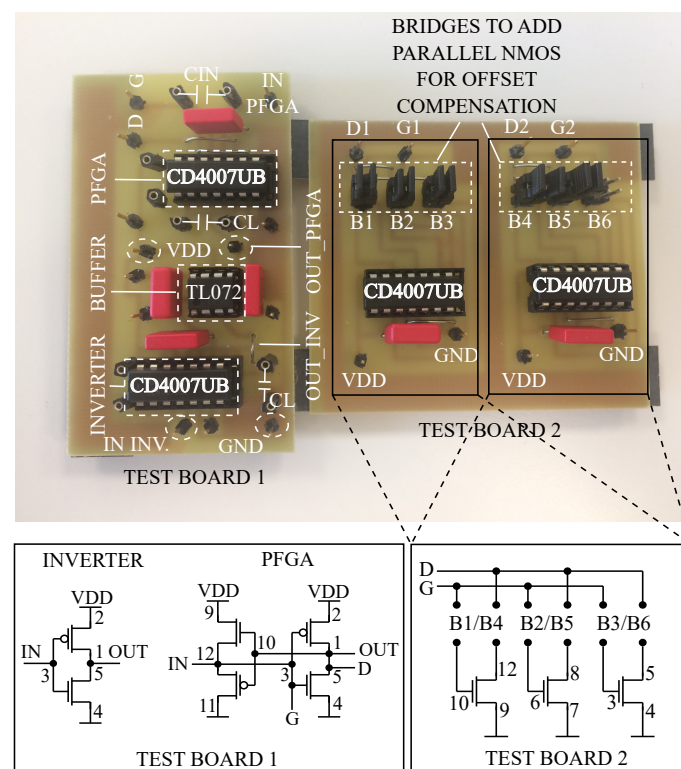 BRIDGES TO ADD
PARALLEL NMOS
FOR OFFSET
COMPENSATION
G
CIN
IN
PFGA
D
D1
G1
D2
G2
PFGA
CD4007UB
CL
B1
B2
B3
B4
B5
B6
VDD
OUT_PFGA
BUFFER
TL072
CD4007UB
CD4007UB
OUT_INV
INVERTER
CD4007UB
CL
GND
VDD
GND
VDD
IN INV.
GND
TEST BOARD 2
TEST BOARD 1
INVERTER
PFGA
VDD
2
IN
3
1
OUT
5
4
VDD
9
VDD
2
10
1
OUT
IN
12
3
5
D
11
G
4
TEST BOARD 1
D
G
B1/B4
B2/B5
B3/B6
12
8
5
10
9
6
7
3
4
TEST BOARD 2